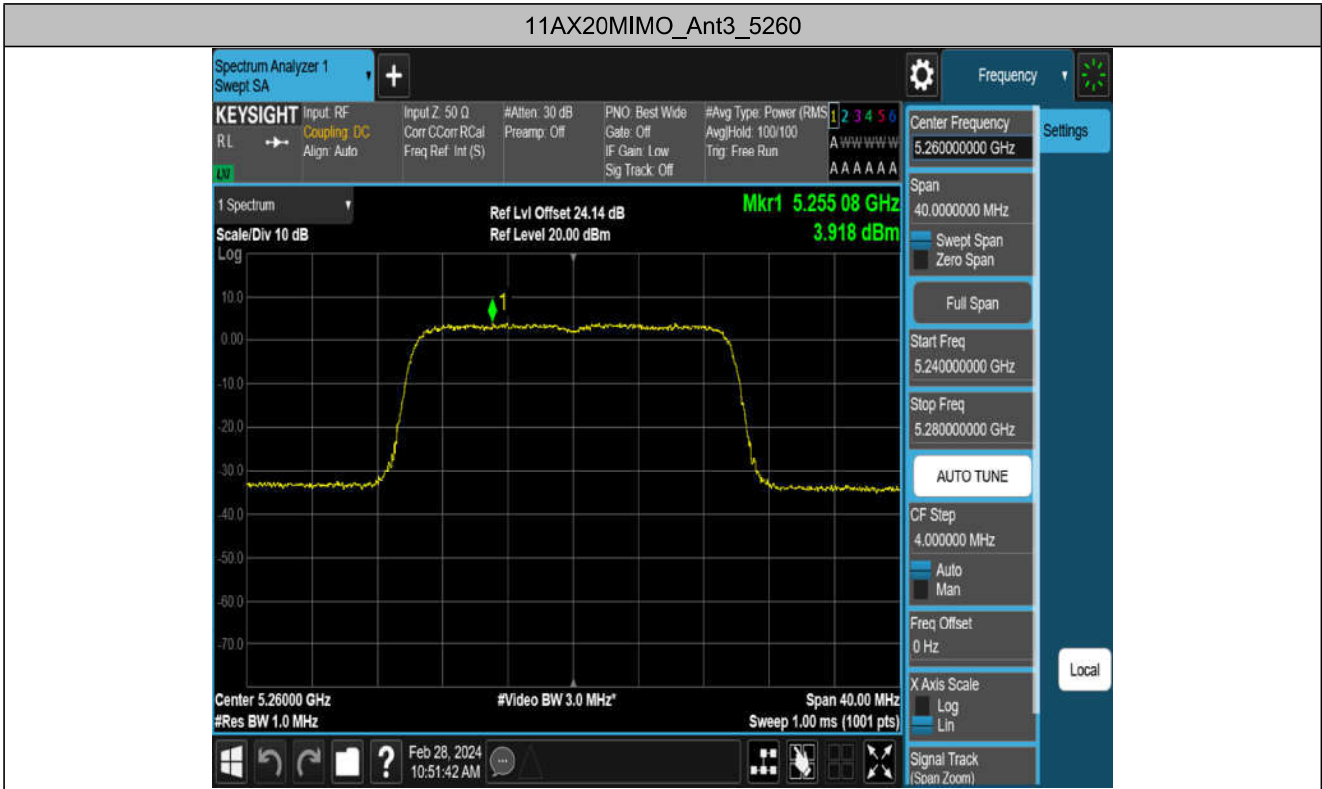 11AX20MIMO_Ant3_5260
Spectrum Analyzer 1
Swept SA
+
Frequency
KEYSIGHT
RL
LXI
Input: RF
Coupling: DC
Align: Auto
Input Z: 50 Ω
Corr CCorr RCal
Freq Ref: Int (S)
#Atten: 30 dB
Preamp: Off
PNO: Best Wide
Gate: Off
IF Gain: Low
Sig Track: Off
#Avg Type: Power (RMS
Avg|Hold: 100/100
Trig: Free Run
1 2 3 4 5 6
A W W W W W
A A A A A A
Center Frequency
5.260000000 GHz
Settings
1 Spectrum
Scale/Div 10 dB
Log
Ref Lvl Offset 24.14 dB
Ref Level 20.00 dBm
Mkr1 5.255 08 GHz
3.918 dBm
1
10.0
0.00
-10.0
-20.0
-30.0
-40.0
-50.0
-60.0
-70.0
Center 5.26000 GHz
#Res BW 1.0 MHz
#Video BW 3.0 MHz*
Span 40.00 MHz
Sweep 1.00 ms (1001 pts)
Span
40.0000000 MHz
Swept Span
Zero Span
Full Span
Start Freq
5.240000000 GHz
Stop Freq
5.280000000 GHz
AUTO TUNE
CF Step
4.000000 MHz
Auto
Man
Freq Offset
0 Hz
X Axis Scale
Log
Lin
Local
Signal Track
(Span Zoom)
?
Feb 28, 2024
10:51:42 AM